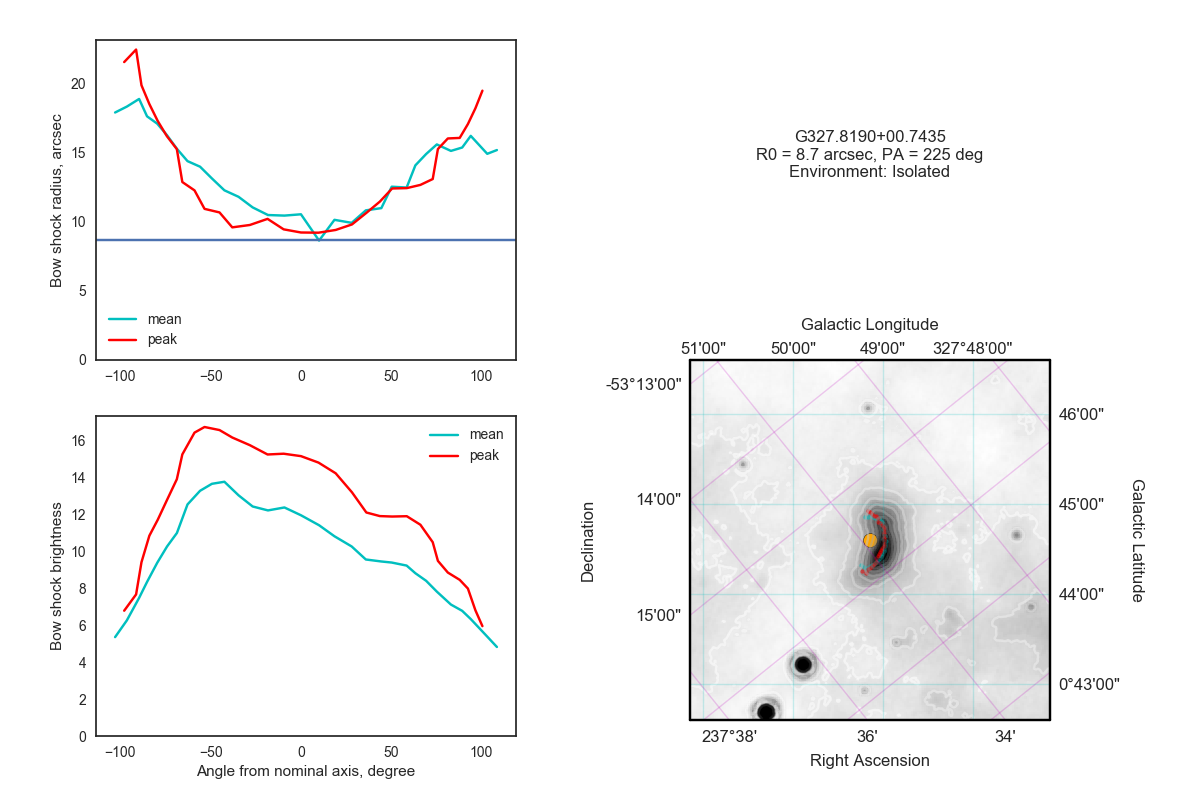 20
15
10
5
0
Bow shock radius, arcsec
mean
peak
−100
−50
0
50
100
16
14
12
10
8
6
4
2
0
Bow shock brightness
mean
peak
−100
−50
0
50
100
Angle from nominal axis, degree
G327.8190+00.7435
R0 = 8.7 arcsec, PA = 225 deg
Environment: Isolated
Galactic Longitude
51'00"
50'00"
49'00"
327°48'00"
-53°13'00"
14'00"
15'00"
Declination
46'00"
45'00"
44'00"
0°43'00"
Galactic Latitude
237°38'
36'
34'
Right Ascension